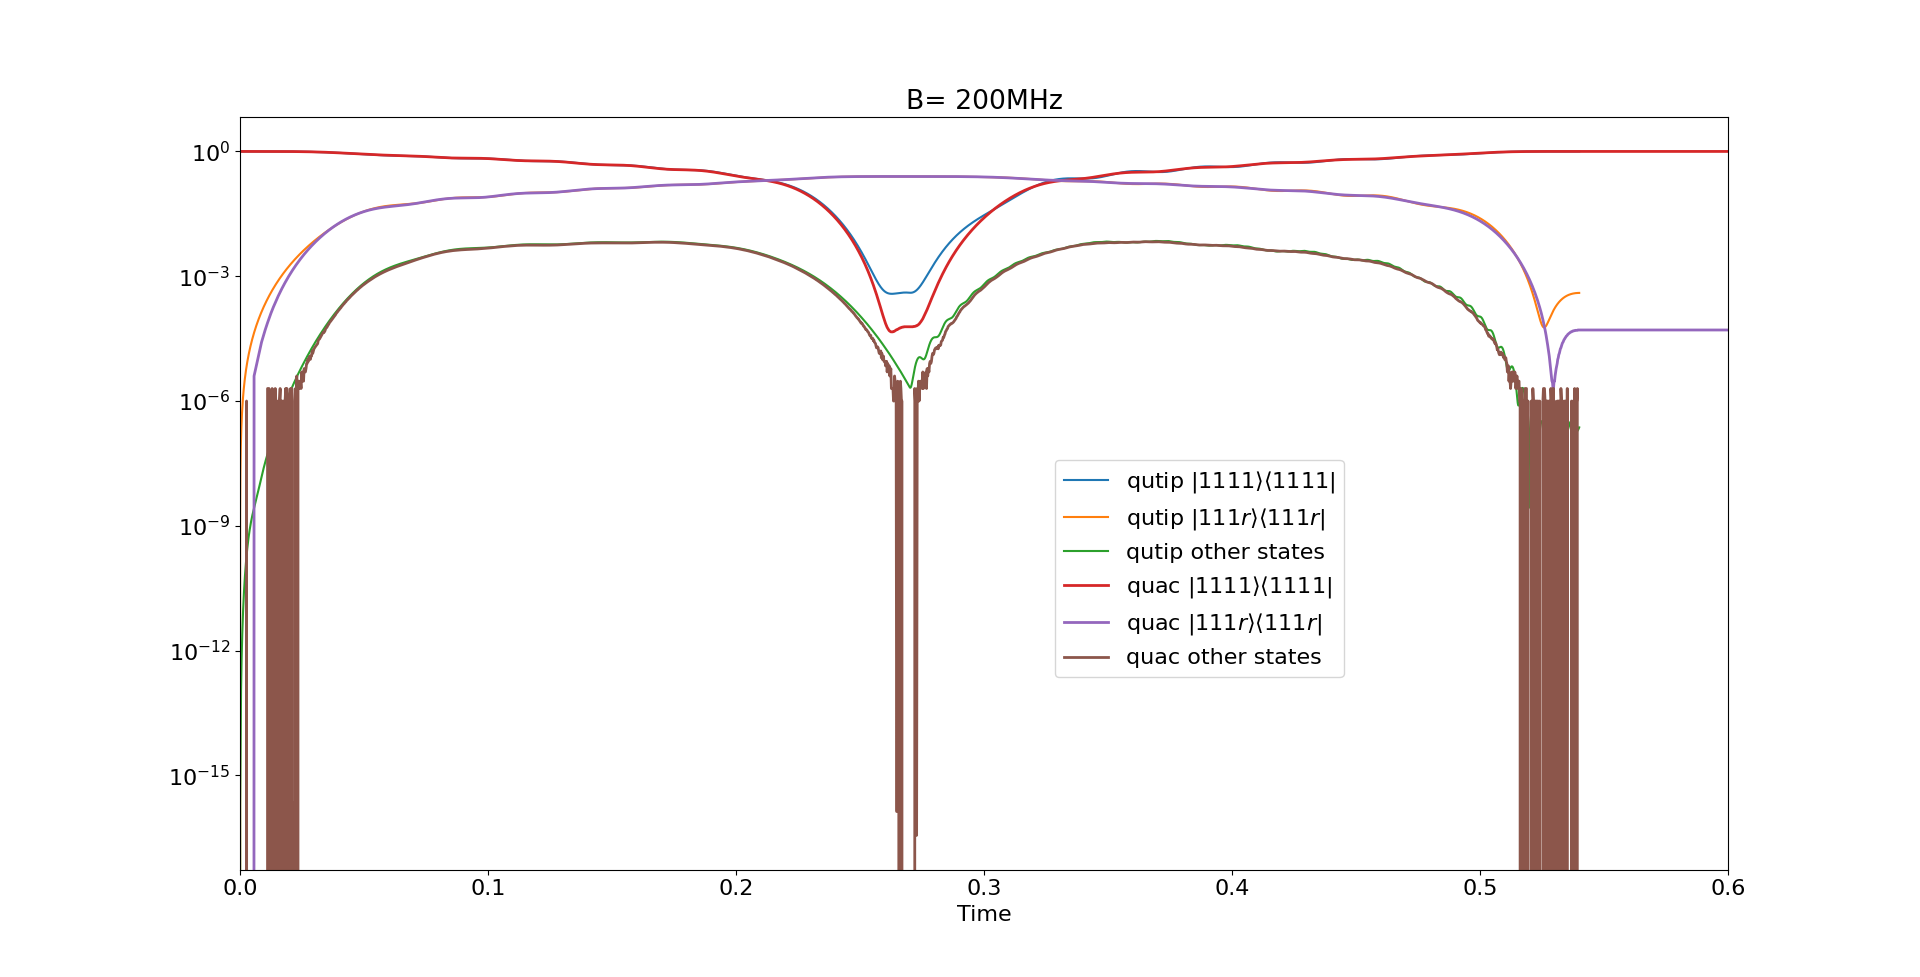 B= 200MHz
10⁰
10⁻³
10⁻⁶
10⁻⁹
10⁻¹²
10⁻¹⁵
qutip |1111⟩⟨1111|
qutip |111r⟩⟨111r|
qutip other states
quac |1111⟩⟨1111|
quac |111r⟩⟨111r|
quac other states
0.0 0.1 0.2 0.3 0.4 0.5 0.6
Time